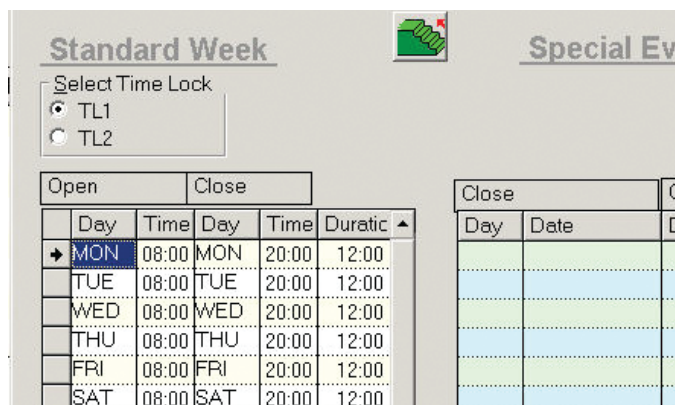 Standard Week
Special Ev
Select Time Lock
TL1
TL2
Open Close
Close
Day Time Day Time Duratic
Day Date
MON 08:00 MON 20:00 12:00
TUE 08:00 TUE 20:00 12:00
WED 08:00 WED 20:00 12:00
THU 08:00 THU 20:00 12:00
FRI 08:00 FRI 20:00 12:00
SAT 08:00 SAT 20:00 12:00